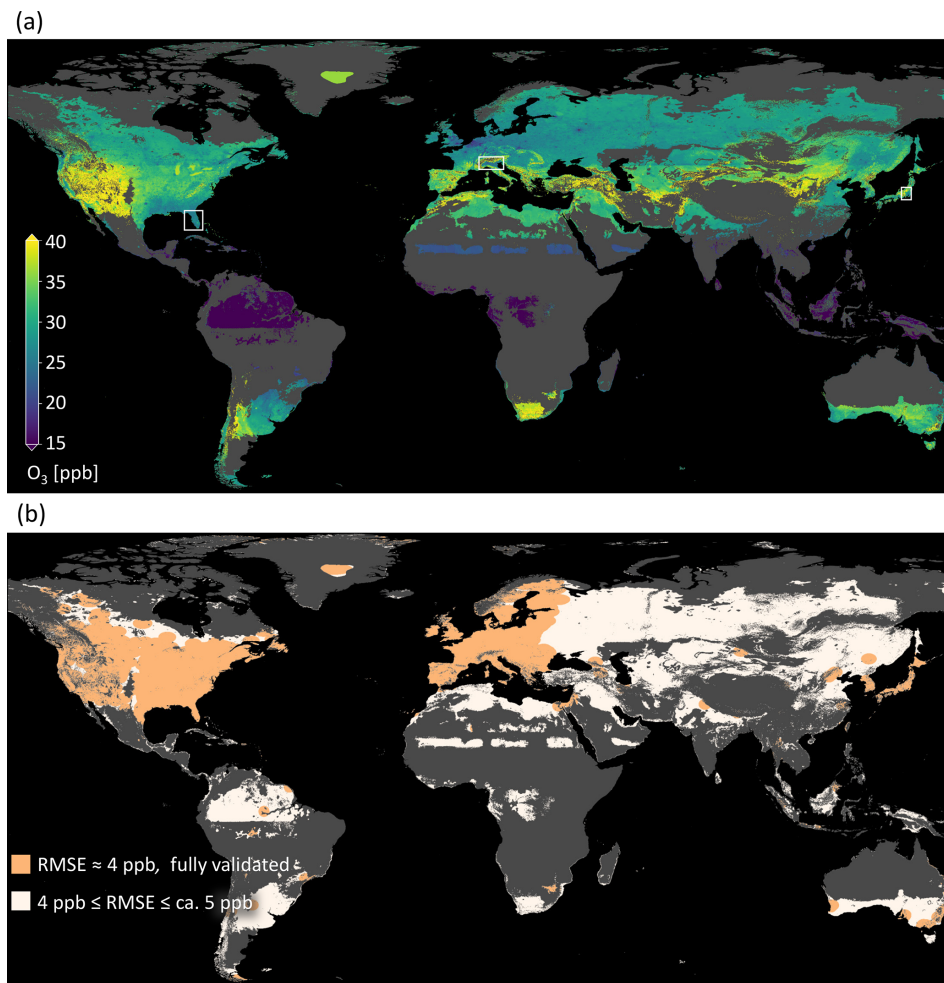 (a)
40
35
30
25
20
15
O₃ [ppb]
(b)
RMSE ≈ 4 ppb, fully validated
4 ppb ≤ RMSE ≤ ca. 5 ppb